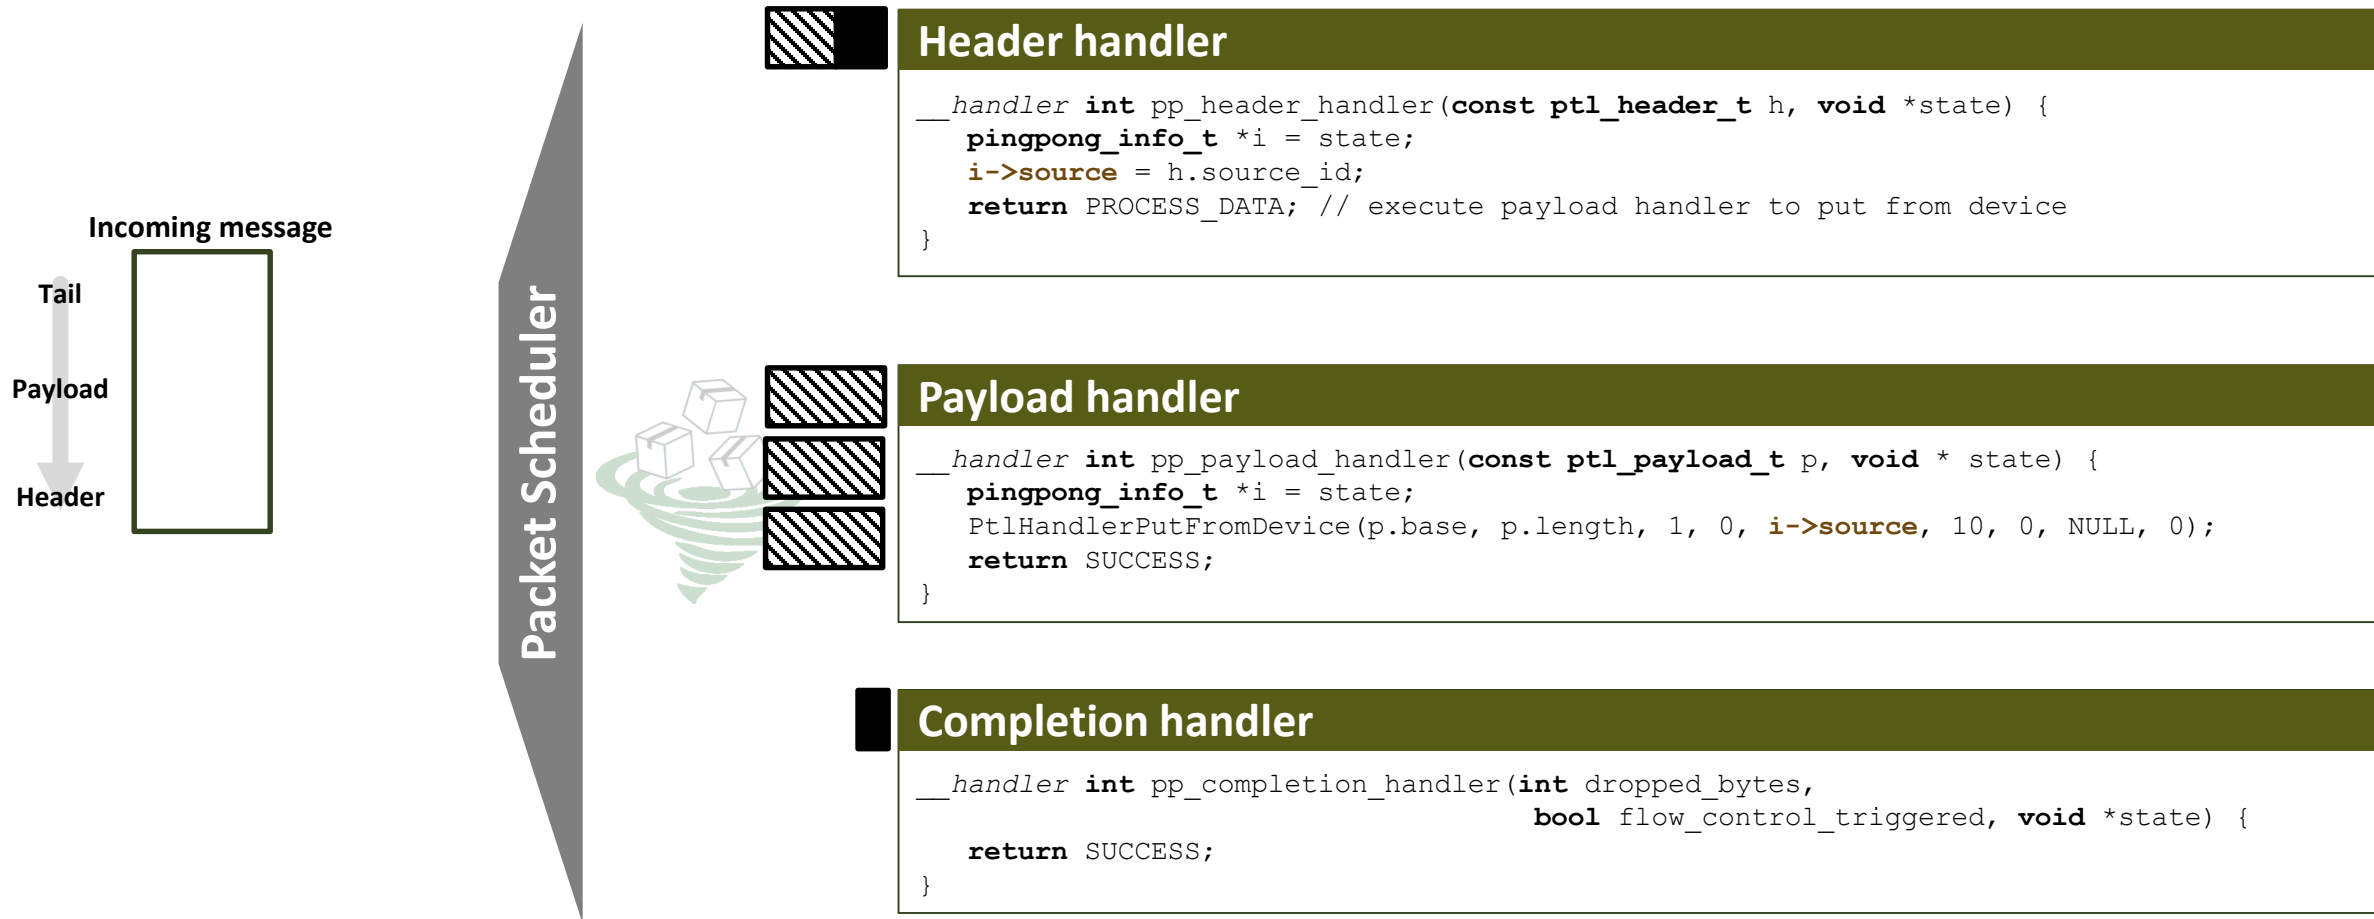 Incoming message
Tail
Payload
Header
Packet Scheduler
Header handler
__handler int pp_header_handler(const ptl_header_t h, void *state) {
pingpong_info_t *i = state;
i->source = h.source_id;
return PROCESS_DATA; // execute payload handler to put from device
}
Payload handler
__handler int pp_payload_handler(const ptl_payload_t p, void * state) {
pingpong_info_t *i = state;
PtlHandlerPutFromDevice(p.base, p.length, 1, 0, i->source, 10, 0, NULL, 0);
return SUCCESS;
}
Completion handler
__handler int pp_completion_handler(int dropped_bytes,
bool flow_control_triggered, void *state) {
return SUCCESS;
}